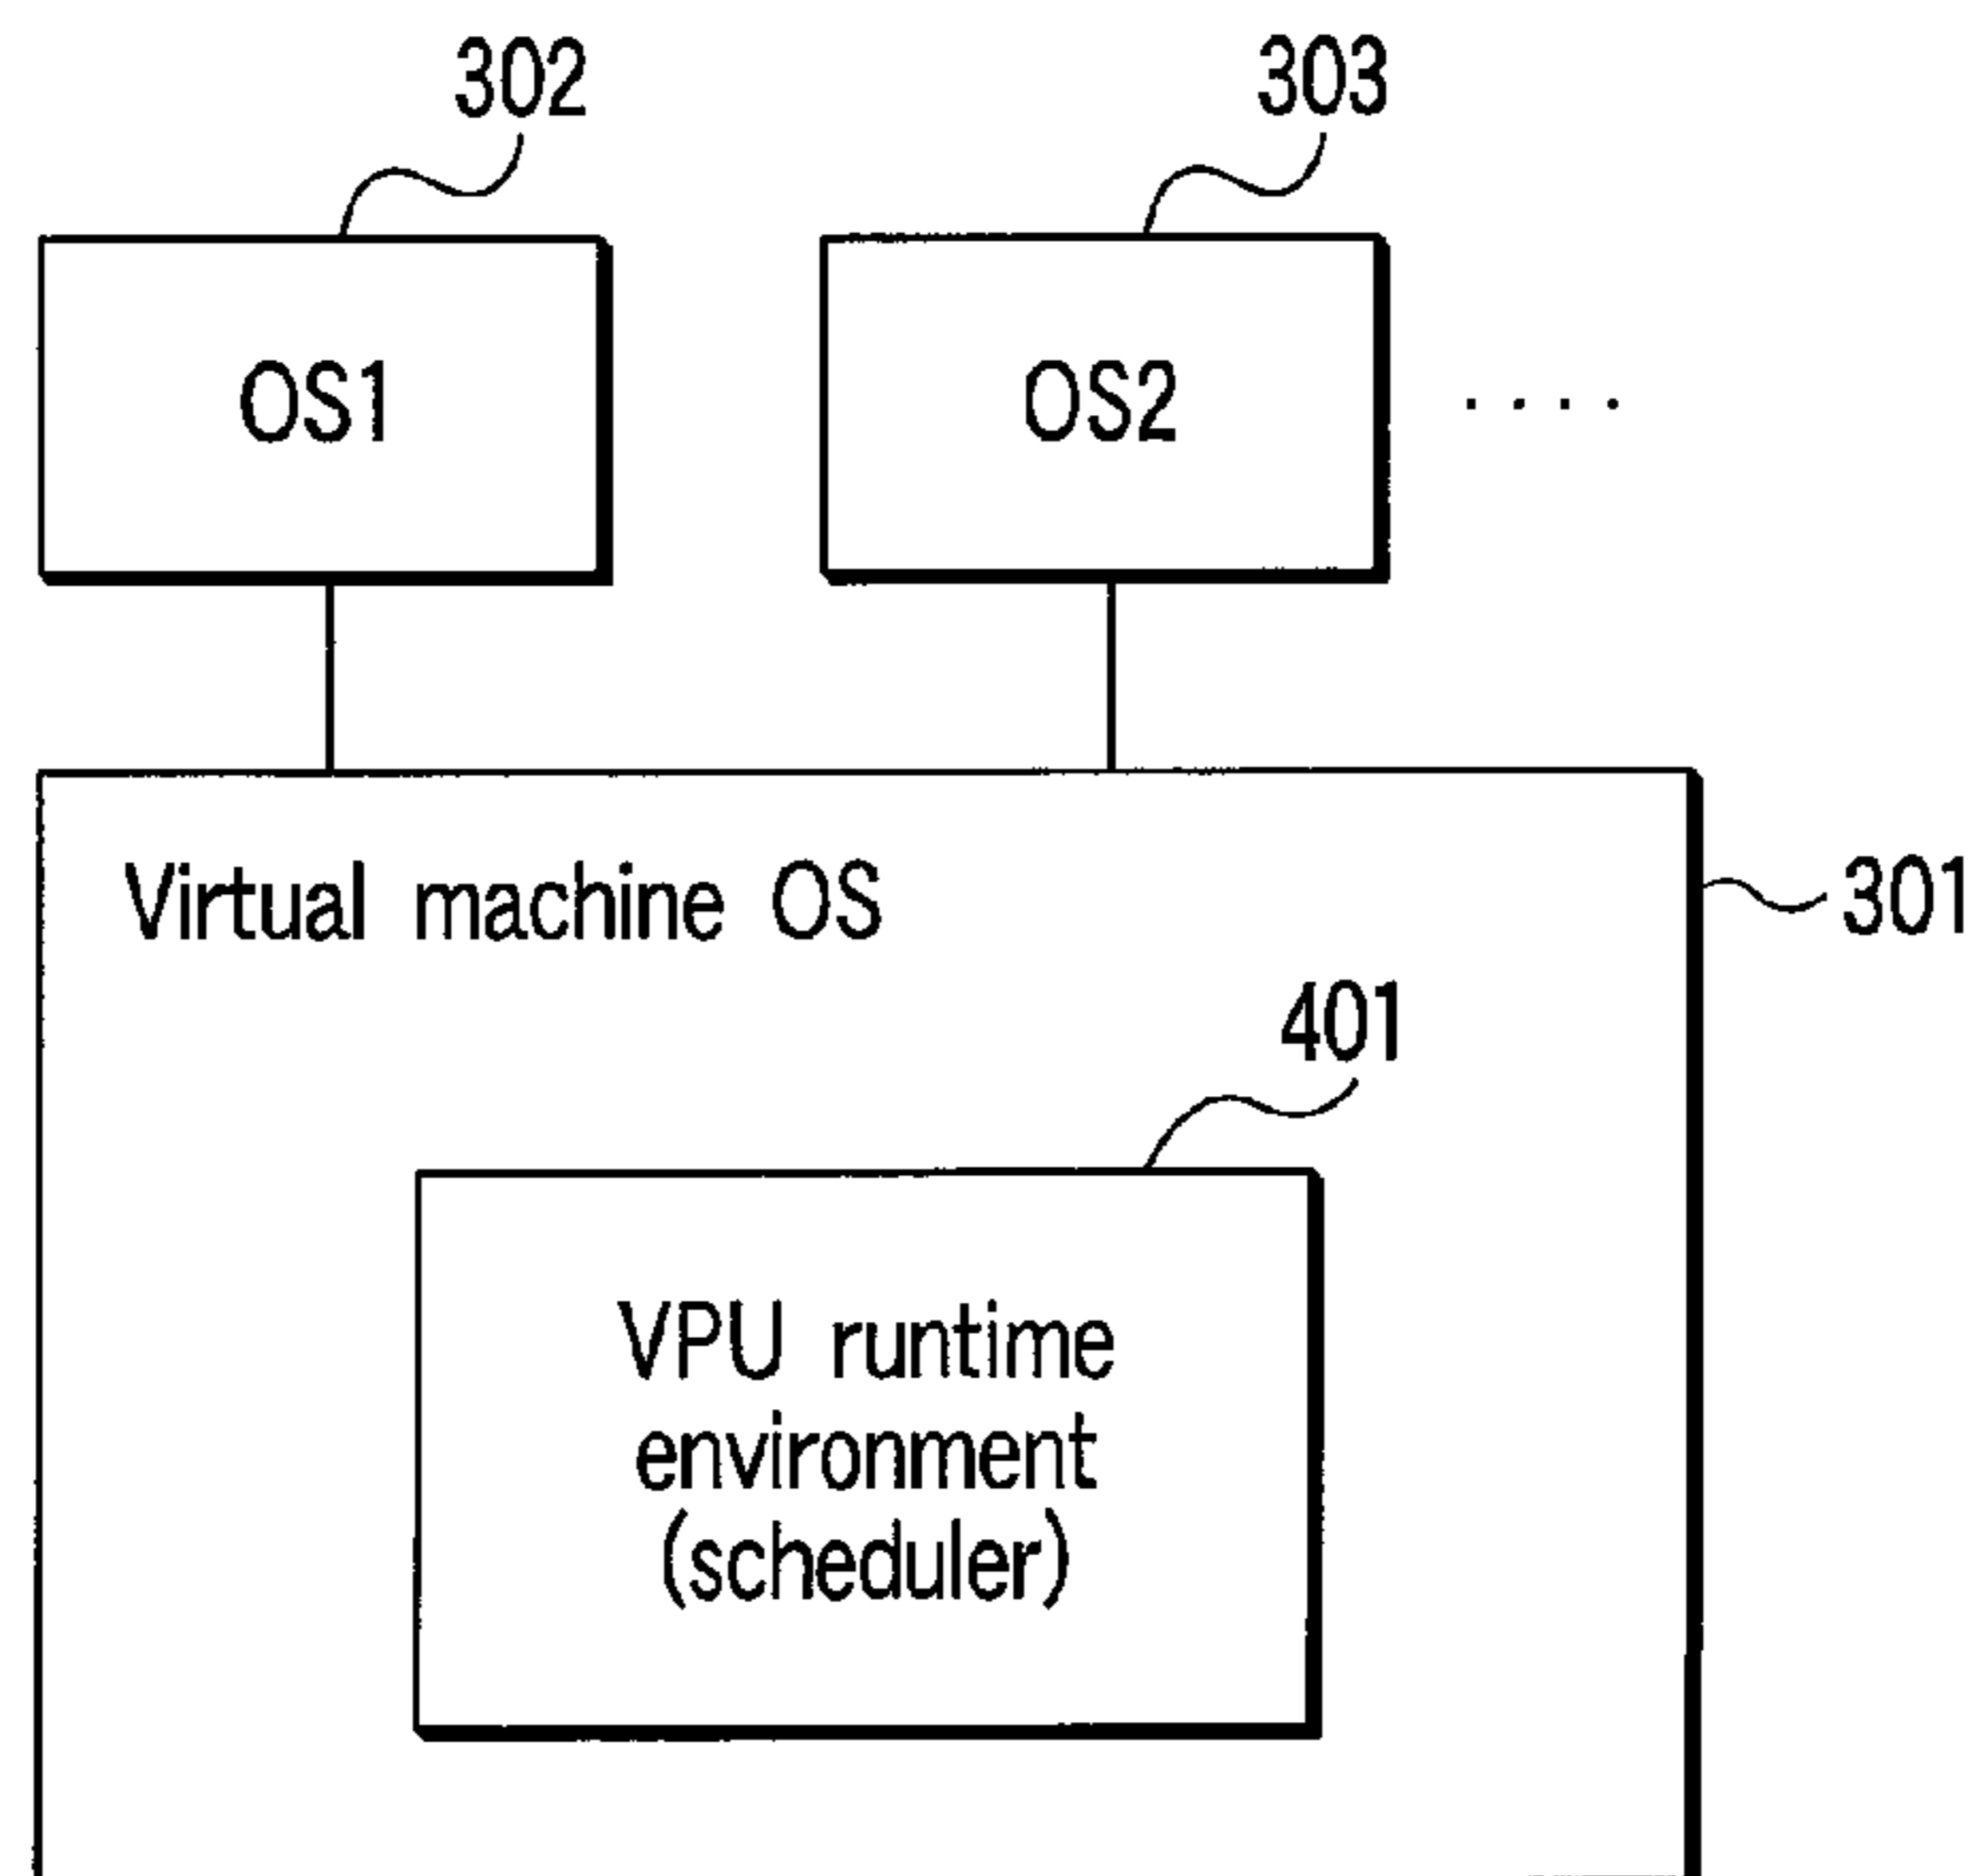 302
303
OS1
OS2
....
Virtual machine OS
301
401
VPU runtime
environment
(scheduler)